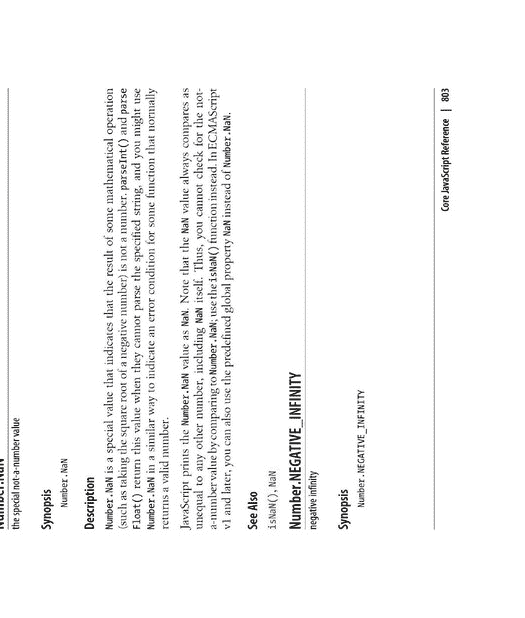 Number.NaN
the special not-a-number value
Synopsis
Number.NaN
Description
Number.NaN is a special value that indicates that the result of some mathematical operation
(such as taking the square root of a negative number) is not a number. parseInt() and parse
Float() return this value when they cannot parse the specified string, and you might use
Number.NaN in a similar way to indicate an error condition for some function that normally
returns a valid number.
JavaScript prints the Number.NaN value as NaN. Note that the NaN value always compares as
unequal to any other number, including NaN itself. Thus, you cannot check for the not-
a-number value by comparing to Number.NaN; use the isNaN() function instead. In ECMAScript
v1 and later, you can also use the predefined global property NaN instead of Number.NaN.
See Also
isNaN(), NaN
Number.NEGATIVE_INFINITY
negative infinity
Synopsis
Number.NEGATIVE_INFINITY
Core JavaScript Reference | 803